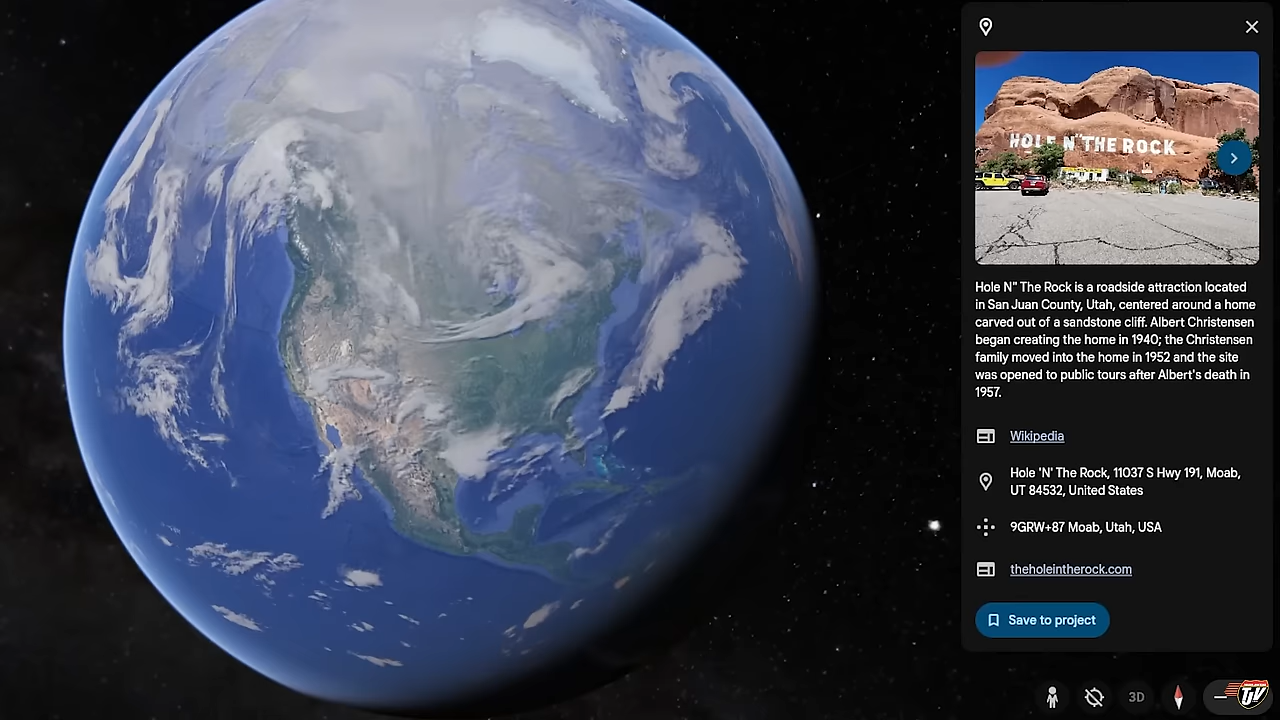 HOLE N" THE ROCK
Hole N" The Rock is a roadside attraction located
in San Juan County, Utah, centered around a home
carved out of a sandstone cliff. Albert Christensen
began creating the home in 1940; the Christensen
family moved into the home in 1952 and the site
was opened to public tours after Albert's death in
1957.
Wikipedia
Hole 'N' The Rock, 11037 S Hwy 191, Moab,
UT 84532, United States
9GRW+87 Moab, Utah, USA
theholeintherock.com
Save to project
3D